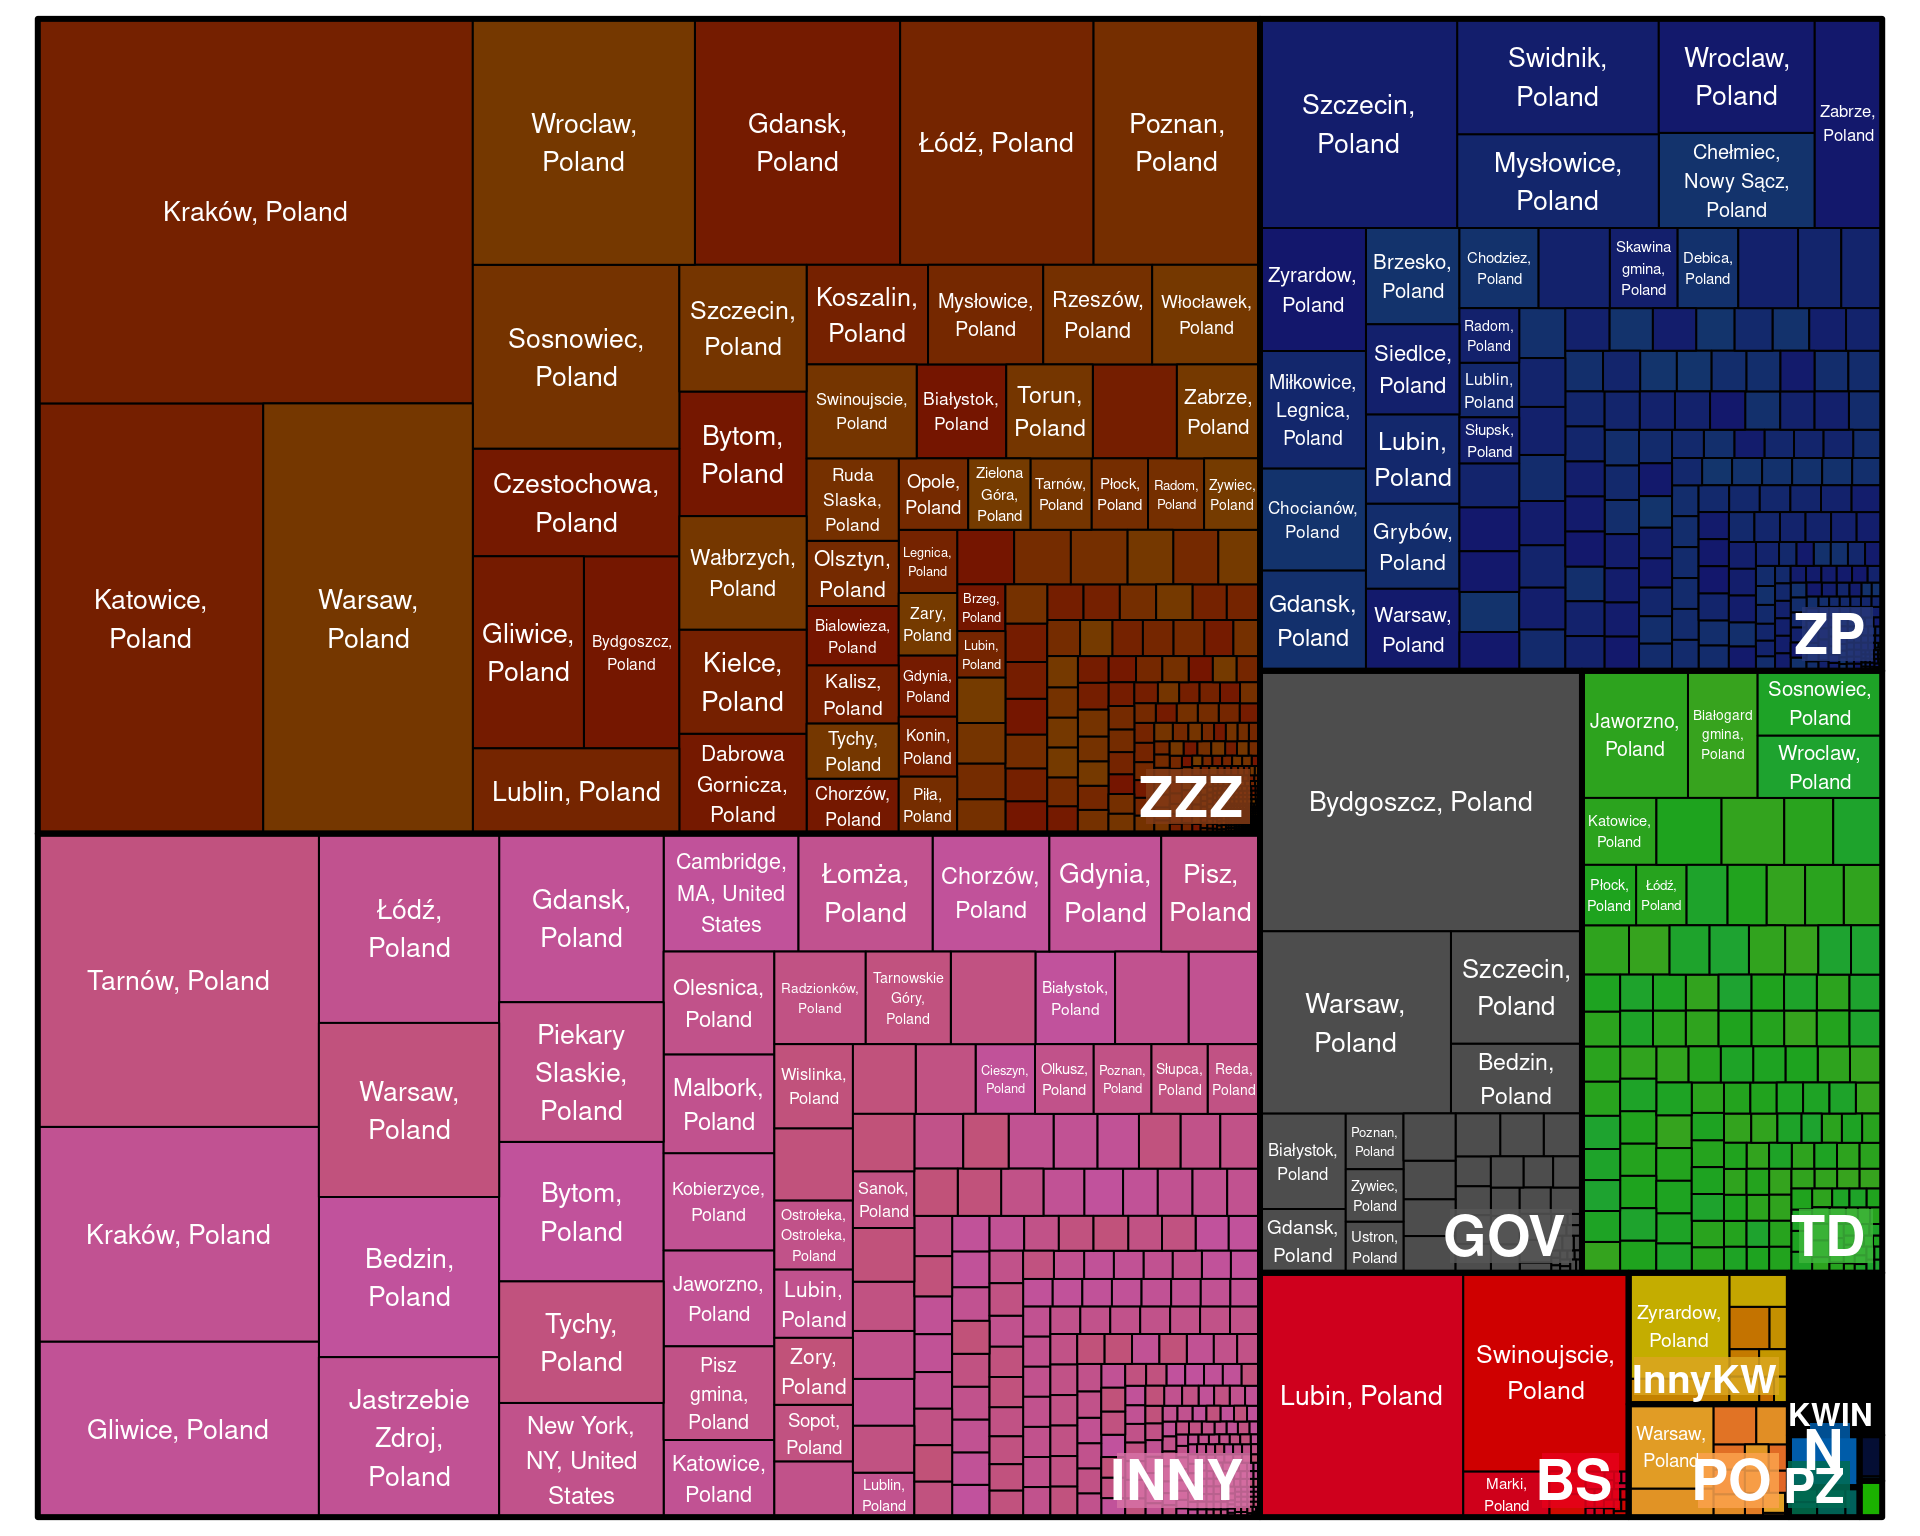 Kraków, Poland
Katowice,
Poland
Warsaw,
Poland
Wroclaw,
Poland
Gdansk,
Poland
Łódź, Poland
Poznan,
Poland
Sosnowiec,
Poland
Czestochowa,
Poland
Gliwice,
Poland
Bydgoszcz,
Poland
Lublin, Poland
Szczecin,
Poland
Bytom,
Poland
Wałbrzych,
Poland
Kielce,
Poland
Dabrowa
Gornicza,
Poland
Koszalin,
Poland
Mysłowice,
Poland
Rzeszów,
Poland
Włocławek,
Poland
Swinoujscie,
Poland
Białystok,
Poland
Torun,
Poland
Zabrze,
Poland
Ruda
Slaska,
Poland
Olsztyn,
Poland
Bialowieza,
Poland
Kalisz,
Poland
Tychy,
Poland
Chorzów,
Poland
Opole,
Poland
Zielona
Góra,
Poland
Tarnów,
Poland
Płock,
Poland
Radom,
Poland
Zywiec,
Poland
Legnica,
Poland
Zary,
Poland
Gdynia,
Poland
Konin,
Poland
Piła,
Poland
Brzeg,
Poland
Lubin,
Poland
ZZZ
Szczecin,
Poland
Swidnik,
Poland
Wroclaw,
Poland
Zabrze,
Poland
Mysłowice,
Poland
Chełmiec,
Nowy Sącz,
Poland
Zyrardow,
Poland
Miłkowice,
Legnica,
Poland
Chocianów,
Poland
Gdansk,
Poland
Brzesko,
Poland
Siedlce,
Poland
Lubin,
Poland
Grybów,
Poland
Warsaw,
Poland
Chodziez,
Poland
Skawina
gmina,
Poland
Debica,
Poland
Radom,
Poland
Lublin,
Poland
Słupsk,
Poland
ZP
Tarnów, Poland
Kraków, Poland
Gliwice, Poland
Łódź,
Poland
Warsaw,
Poland
Bedzin,
Poland
Jastrzebie
Zdroj,
Poland
Gdansk,
Poland
Piekary
Slaskie,
Poland
Bytom,
Poland
Tychy,
Poland
New York,
NY, United
States
Cambridge,
MA, United
States
Łomża,
Poland
Chorzów,
Poland
Gdynia,
Poland
Pisz,
Poland
Olesnica,
Poland
Malbork,
Poland
Kobierzyce,
Poland
Jaworzno,
Poland
Pisz
gmina,
Poland
Katowice,
Poland
Radzionków,
Poland
Tarnowskie
Góry,
Poland
Białystok,
Poland
Wislinka,
Poland
Ostrołeka,
Ostroleka,
Poland
Lubin,
Poland
Zory,
Poland
Sopot,
Poland
Cieszyn,
Poland
Olkusz,
Poland
Poznan,
Poland
Słupca,
Poland
Reda,
Poland
Sanok,
Poland
Lublin,
Poland
INNY
Bydgoszcz, Poland
Warsaw,
Poland
Szczecin,
Poland
Bedzin,
Poland
Białystok,
Poland
Gdansk,
Poland
Poznan,
Poland
Zywiec,
Poland
Ustron,
Poland
GOV
Jaworzno,
Poland
Białogard
gmina,
Poland
Sosnowiec,
Poland
Wroclaw,
Poland
Katowice,
Poland
Płock,
Poland
Łódź,
Poland
TD
Lubin, Poland
Swinoujscie,
Poland
Marki,
Poland
BS
Zyrardow,
Poland
InnyKW
Warsaw,
Poland
PO
KWIN
N
PZ